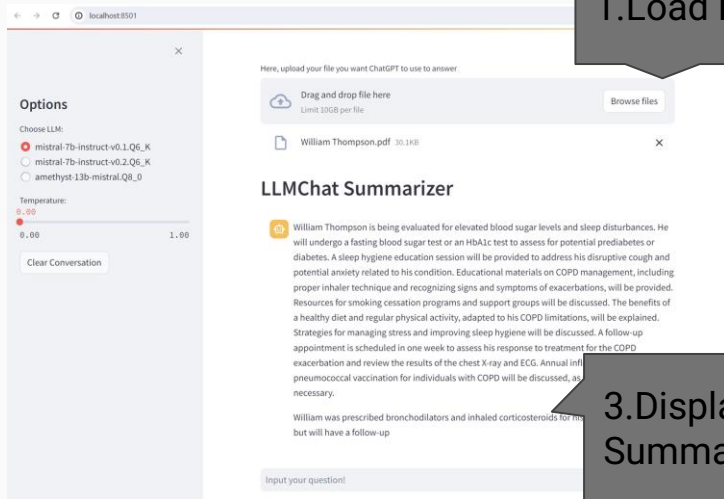 localhost:8501
1.Load
Here, upload your file you want ChatGPT to use to answer
Drag and drop file here
Limit 10GB per file
Browse files
William Thompson.pdf 30.1KB
Options
Choose LLM:
mistral-7b-instruct-v0.1.Q6_K
mistral-7b-instruct-v0.2.Q6_K
amethyst-13b-mistral.Q8_0
Temperature:
0.00
0.00 1.00
Clear Conversation
LLMChat Summarizer
William Thompson is being evaluated for elevated blood sugar levels and sleep disturbances. He
will undergo a fasting blood sugar test or an HbA1c test to assess for potential prediabetes or
diabetes. A sleep hygiene education session will be provided to address his disruptive cough and
potential anxiety related to his condition. Educational materials on COPD management, including
proper inhaler technique and recognizing signs and symptoms of exacerbations, will be provided.
Resources for smoking cessation programs and support groups will be discussed. The benefits of
a healthy diet and regular physical activity, adapted to his COPD limitations, will be explained.
Strategies for managing stress and improving sleep hygiene will be discussed. A follow-up
appointment is scheduled in one week to assess his response to treatment for the COPD
exacerbation and review the results of the chest X-ray and ECG. Annual
pneumococcal vaccination for individuals with COPD will be discussed, as
necessary.
William was prescribed bronchodilators and inhaled corticosteroids for
but will have a follow-up
3.Displa
Summa
Input your question!